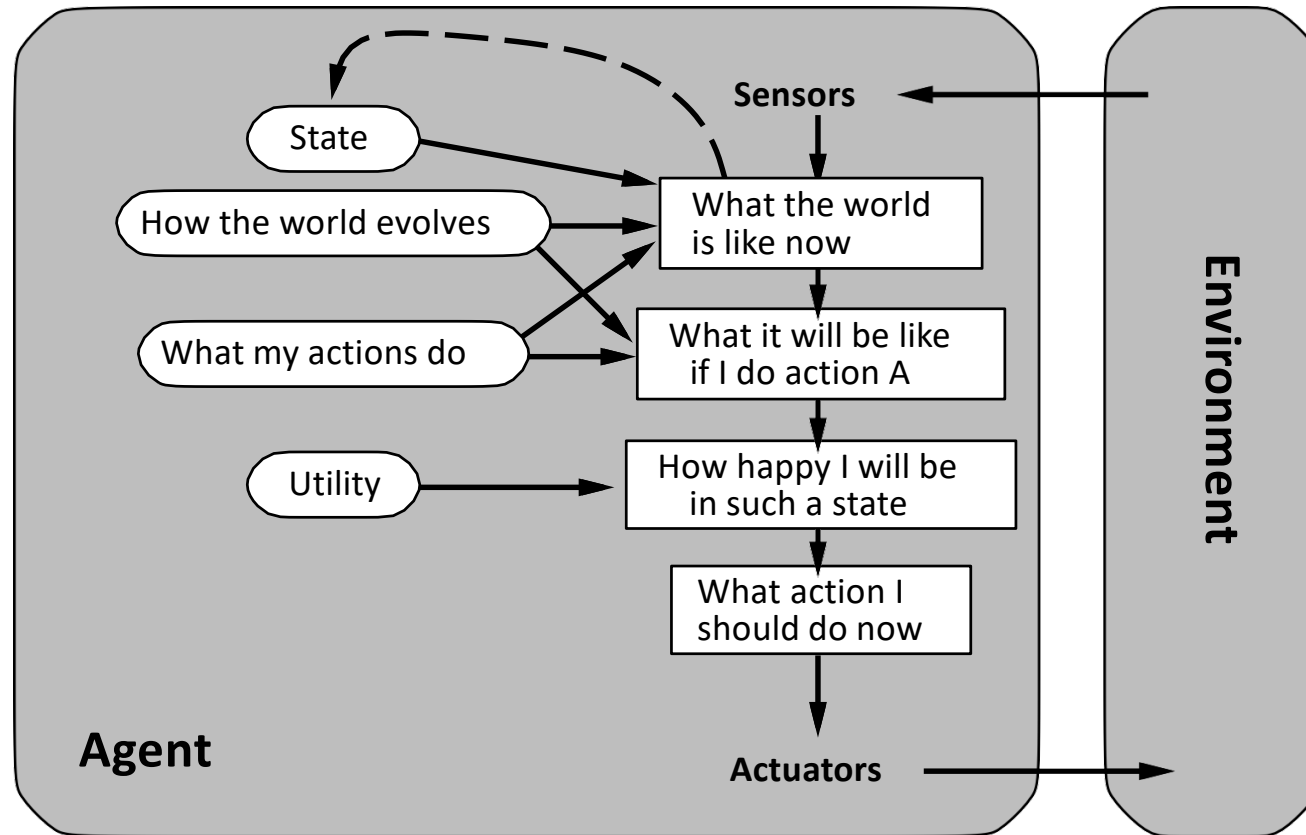 Sensors
State
What the world
is like now
How the world evolves
What it will be like
if I do action A
What my actions do
How happy I will be
in such a state
Utility
What action I
should do now
Agent
Actuators
Environment